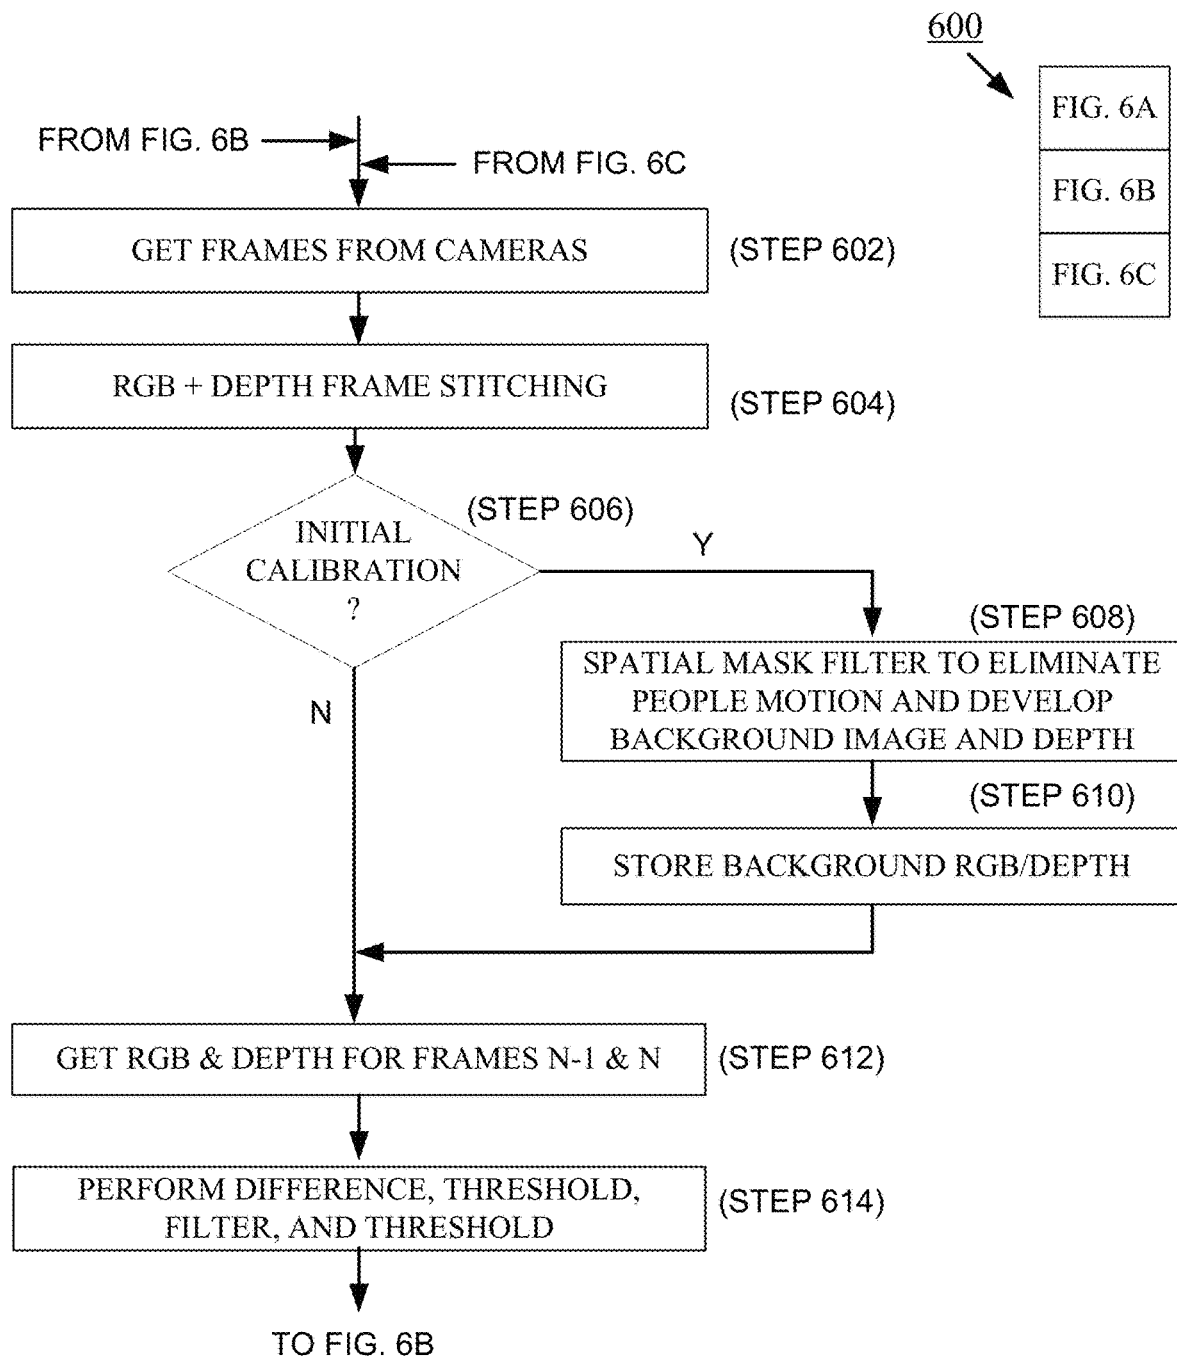 600
FIG. 6A
FIG. 6B
FIG. 6C
FROM FIG. 6B
FROM FIG. 6C
GET FRAMES FROM CAMERAS
(STEP 602)
RGB + DEPTH FRAME STITCHING
(STEP 604)
(STEP 606)
INITIAL
CALIBRATION
?
Y
N
(STEP 608)
SPATIAL MASK FILTER TO ELIMINATE
PEOPLE MOTION AND DEVELOP
BACKGROUND IMAGE AND DEPTH
(STEP 610)
STORE BACKGROUND RGB/DEPTH
GET RGB & DEPTH FOR FRAMES N-1 & N
(STEP 612)
PERFORM DIFFERENCE, THRESHOLD,
FILTER, AND THRESHOLD
(STEP 614)
TO FIG. 6B